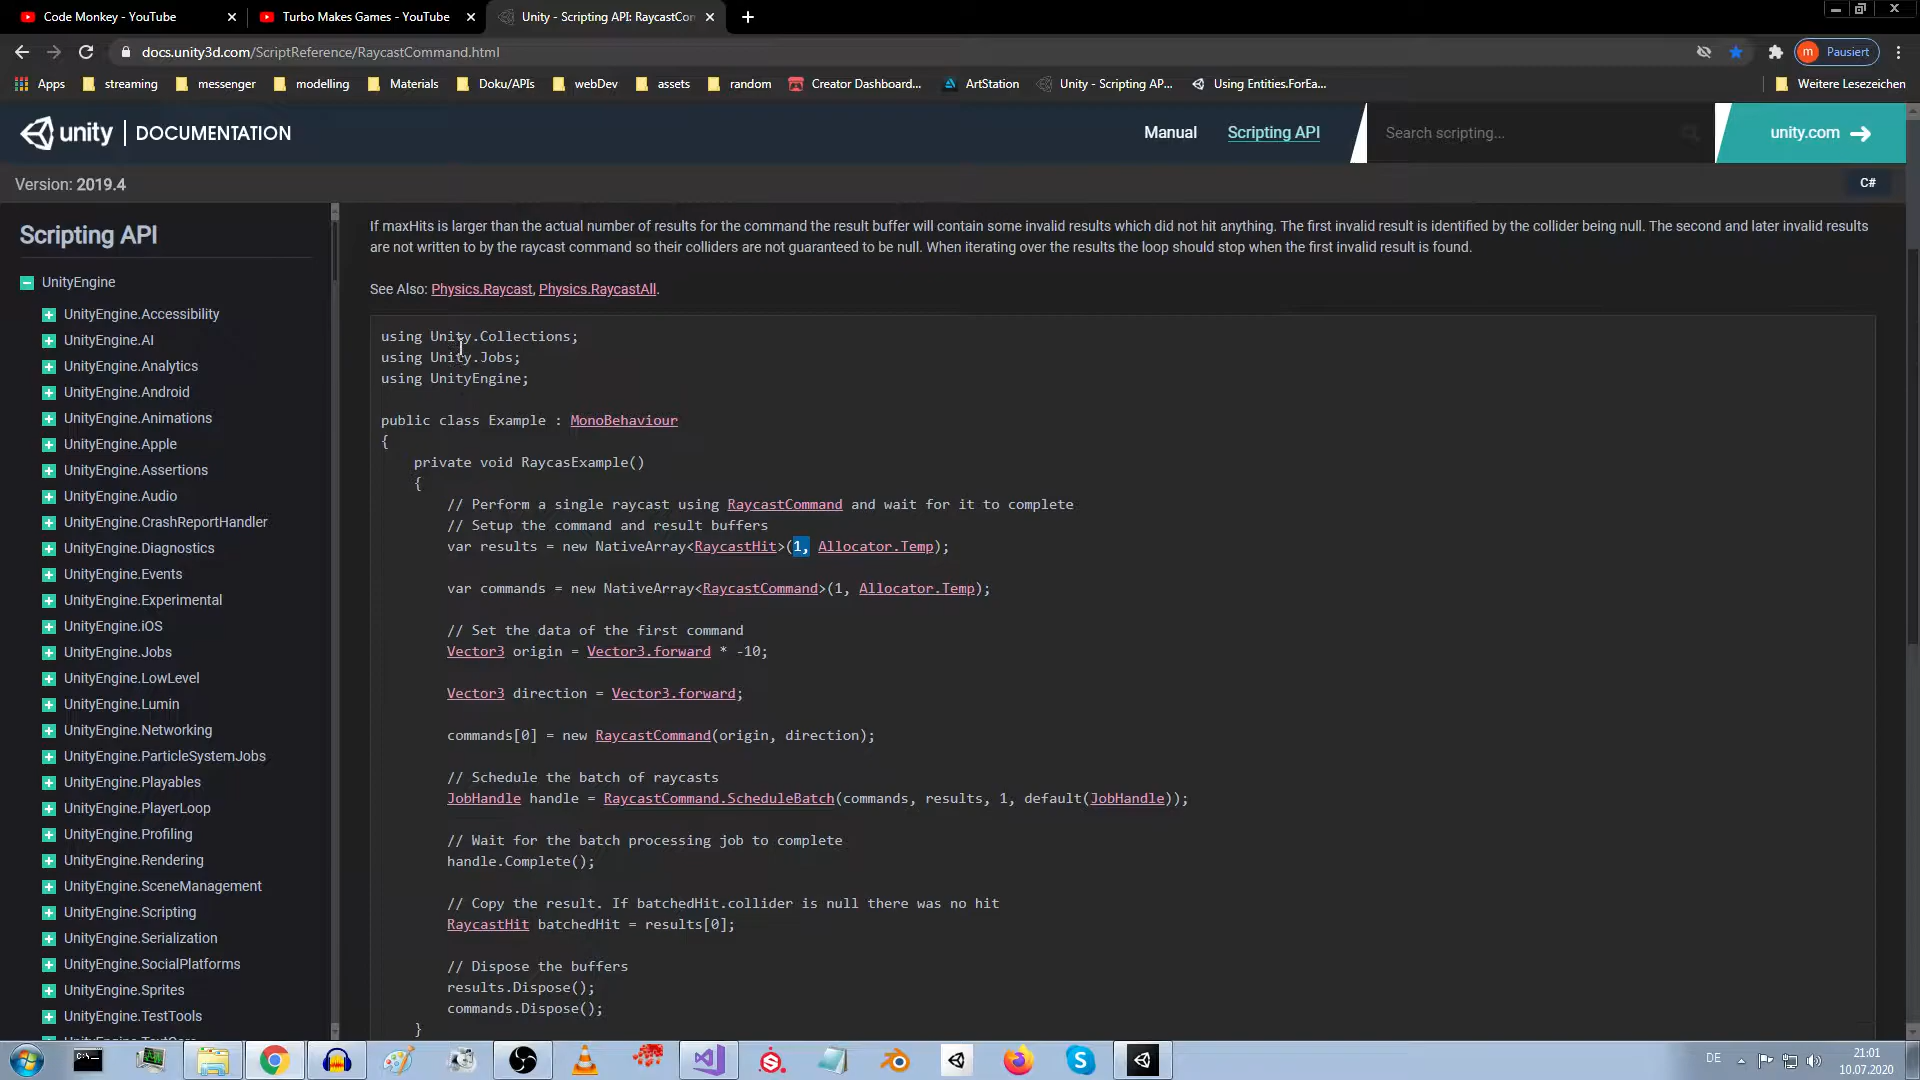 Code Monkey - YouTube
Turbo Makes Games - YouTube
Unity - Scripting API: RaycastCon
docs.unity3d.com/ScriptReference/RaycastCommand.html
m Pausiert
Apps streaming messenger modelling Materials Doku/APIs webDev assets random Creator Dashboard... ArtStation Unity - Scripting AP... Using Entities.ForEa... Weitere Lesezeichen
unity DOCUMENTATION
Manual Scripting API Search scripting... unity.com →
Version: 2019.4 C#
Scripting API
UnityEngine
UnityEngine.Accessibility
UnityEngine.AI
UnityEngine.Analytics
UnityEngine.Android
UnityEngine.Animations
UnityEngine.Apple
UnityEngine.Assertions
UnityEngine.Audio
UnityEngine.CrashReportHandler
UnityEngine.Diagnostics
UnityEngine.Events
UnityEngine.Experimental
UnityEngine.iOS
UnityEngine.Jobs
UnityEngine.LowLevel
UnityEngine.Lumin
UnityEngine.Networking
UnityEngine.ParticleSystemJobs
UnityEngine.Playables
UnityEngine.PlayerLoop
UnityEngine.Profiling
UnityEngine.Rendering
UnityEngine.SceneManagement
UnityEngine.Scripting
UnityEngine.Serialization
UnityEngine.SocialPlatforms
UnityEngine.Sprites
UnityEngine.TestTools
If maxHits is larger than the actual number of results for the command the result buffer will contain some invalid results which did not hit anything. The first invalid result is identified by the collider being null. The second and later invalid results
are not written to by the raycast command so their colliders are not guaranteed to be null. When iterating over the results the loop should stop when the first invalid result is found.
See Also: Physics.Raycast, Physics.RaycastAll.
using Unity.Collections;
using Unity.Jobs;
using UnityEngine;
public class Example : MonoBehaviour
{
private void RaycasExample()
{
// Perform a single raycast using RaycastCommand and wait for it to complete
// Setup the command and result buffers
var results = new NativeArray<RaycastHit>(1, Allocator.Temp);
var commands = new NativeArray<RaycastCommand>(1, Allocator.Temp);
// Set the data of the first command
Vector3 origin = Vector3.forward * -10;
Vector3 direction = Vector3.forward;
commands[0] = new RaycastCommand(origin, direction);
// Schedule the batch of raycasts
JobHandle handle = RaycastCommand.ScheduleBatch(commands, results, 1, default(JobHandle));
// Wait for the batch processing job to complete
handle.Complete();
// Copy the result. If batchedHit.collider is null there was no hit
RaycastHit batchedHit = results[0];
// Dispose the buffers
results.Dispose();
commands.Dispose();
}
DE
21:01
10.07.2020